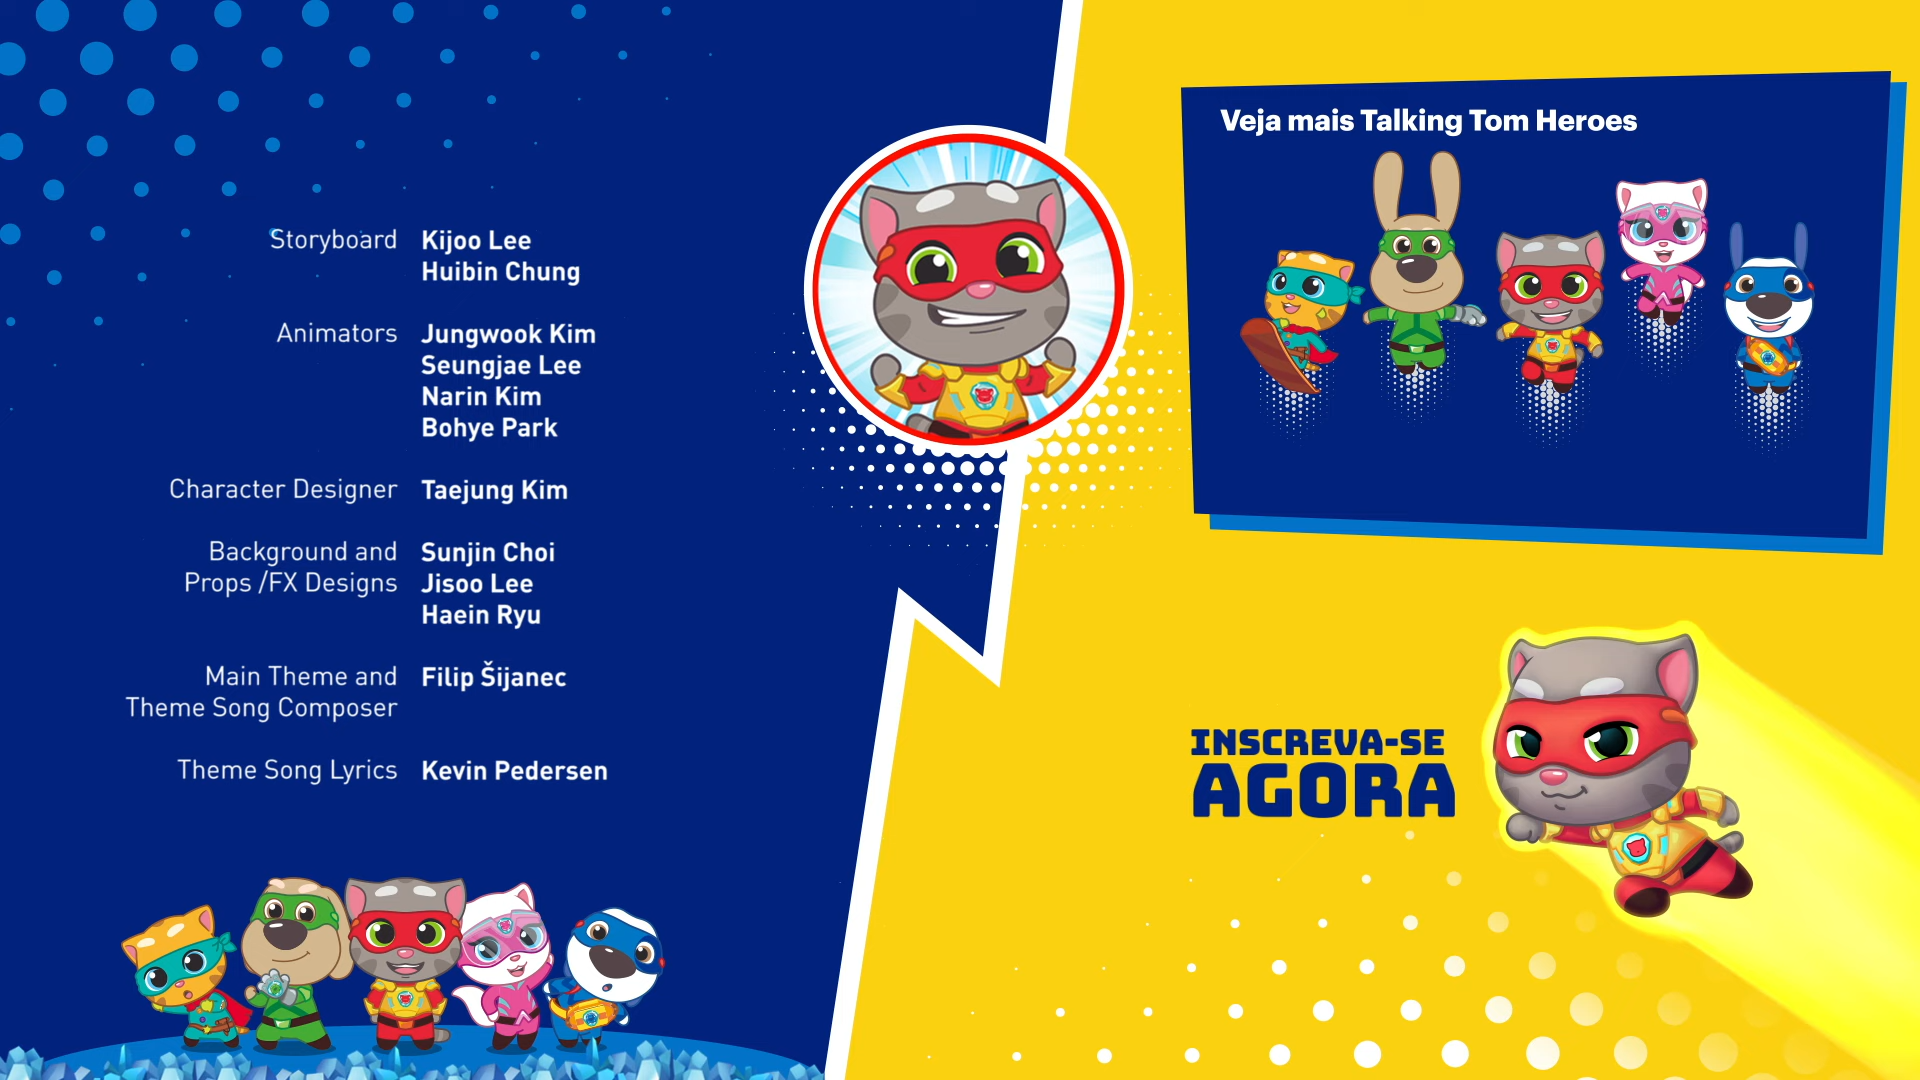 Storyboard Kijoo Lee
Huibin Chung
Animators Jungwook Kim
Seungjae Lee
Narin Kim
Bohye Park
Character Designer Taejung Kim
Background and Sunjin Choi
Props /FX Designs Jisoo Lee
Haein Ryu
Main Theme and Filip Šijanec
Theme Song Composer
Theme Song Lyrics Kevin Pedersen
Veja mais Talking Tom Heroes
INSCREVA-SE
AGORA